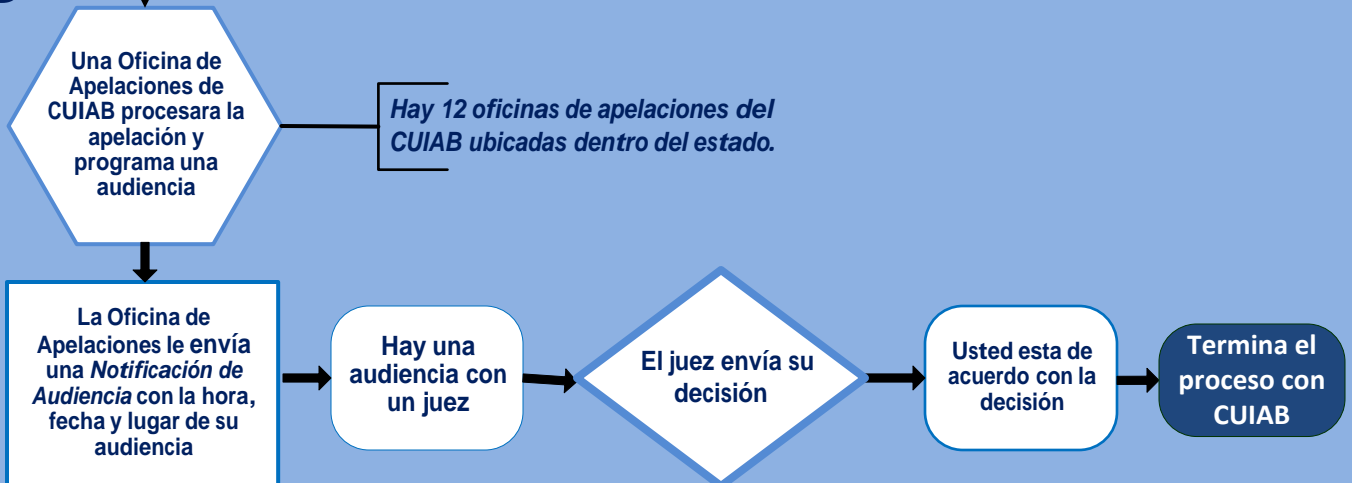 Una Oficina de
Apelaciones de
CUIAB procesara la
apelación y
programa una
audiencia
Hay 12 oficinas de apelaciones del
CUIAB ubicadas dentro del estado.
La Oficina de
Apelaciones le envía
una Notificación de
Audiencia con la hora,
fecha y lugar de su
audiencia
Hay una
audiencia con
un juez
El juez envía su
decisión
Usted esta de
acuerdo con la
decisión
Termina el
proceso con
CUIAB